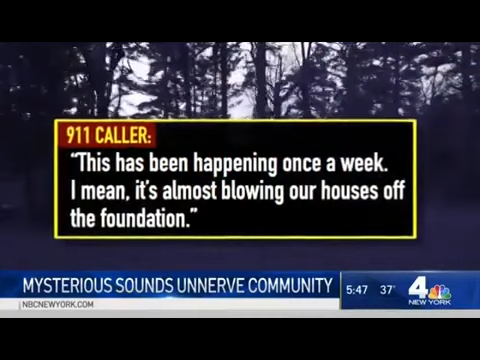 911 CALLER:
“This has been happening once a week.
I mean, it’s almost blowing our houses off
the foundation.”
MYSTERIOUS SOUNDS UNNERVE COMMUNITY
NBCNEWYORK.COM
5:47 37°
4
NEW YORK